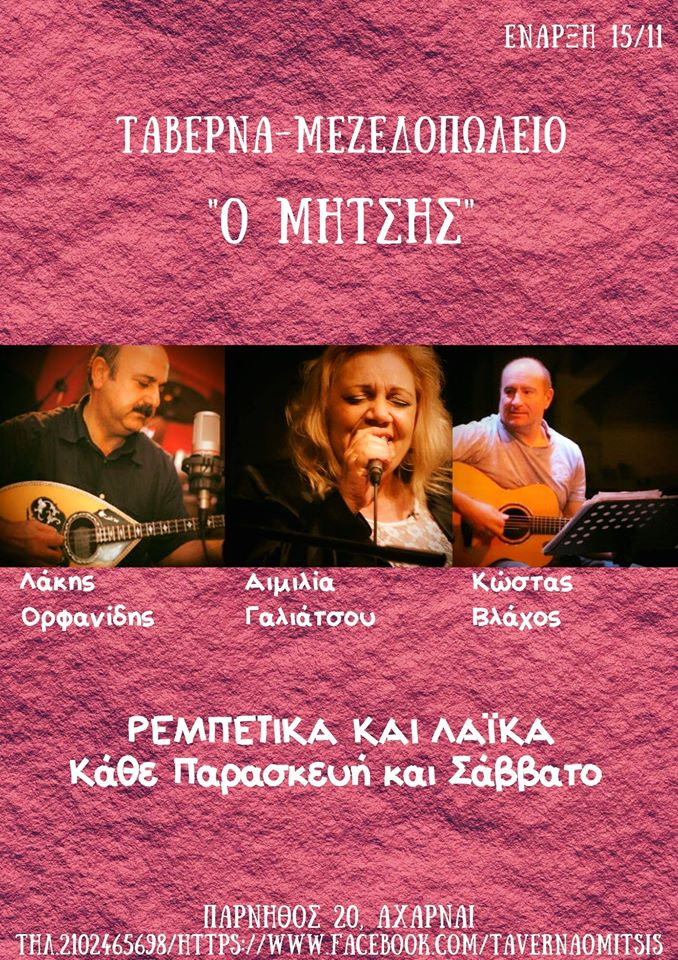 ΕΝΑΡΞΗ 15/11
ΤΑΒΕΡΝΑ-ΜΕΖΕΔΟΠΩΛΕΙΟ
"Ο ΜΗΤΣΗΣ"
Λάκης Αιμιλία Κώστας
Ορφανίδης Γαλιάτσου Βλάχος
ΡΕΜΠΕΤΙΚΑ ΚΑΙ ΛΑΪΚΑ
Κάθε Παρασκευή και Σάββατο
ΠΑΡΝΗΘΟΣ 20, ΑΧΑΡΝΑΙ
ΤΗΛ.2102465698/HTTPS://WWW.FACEBOOK.COM/TAVERNAOMITSIS